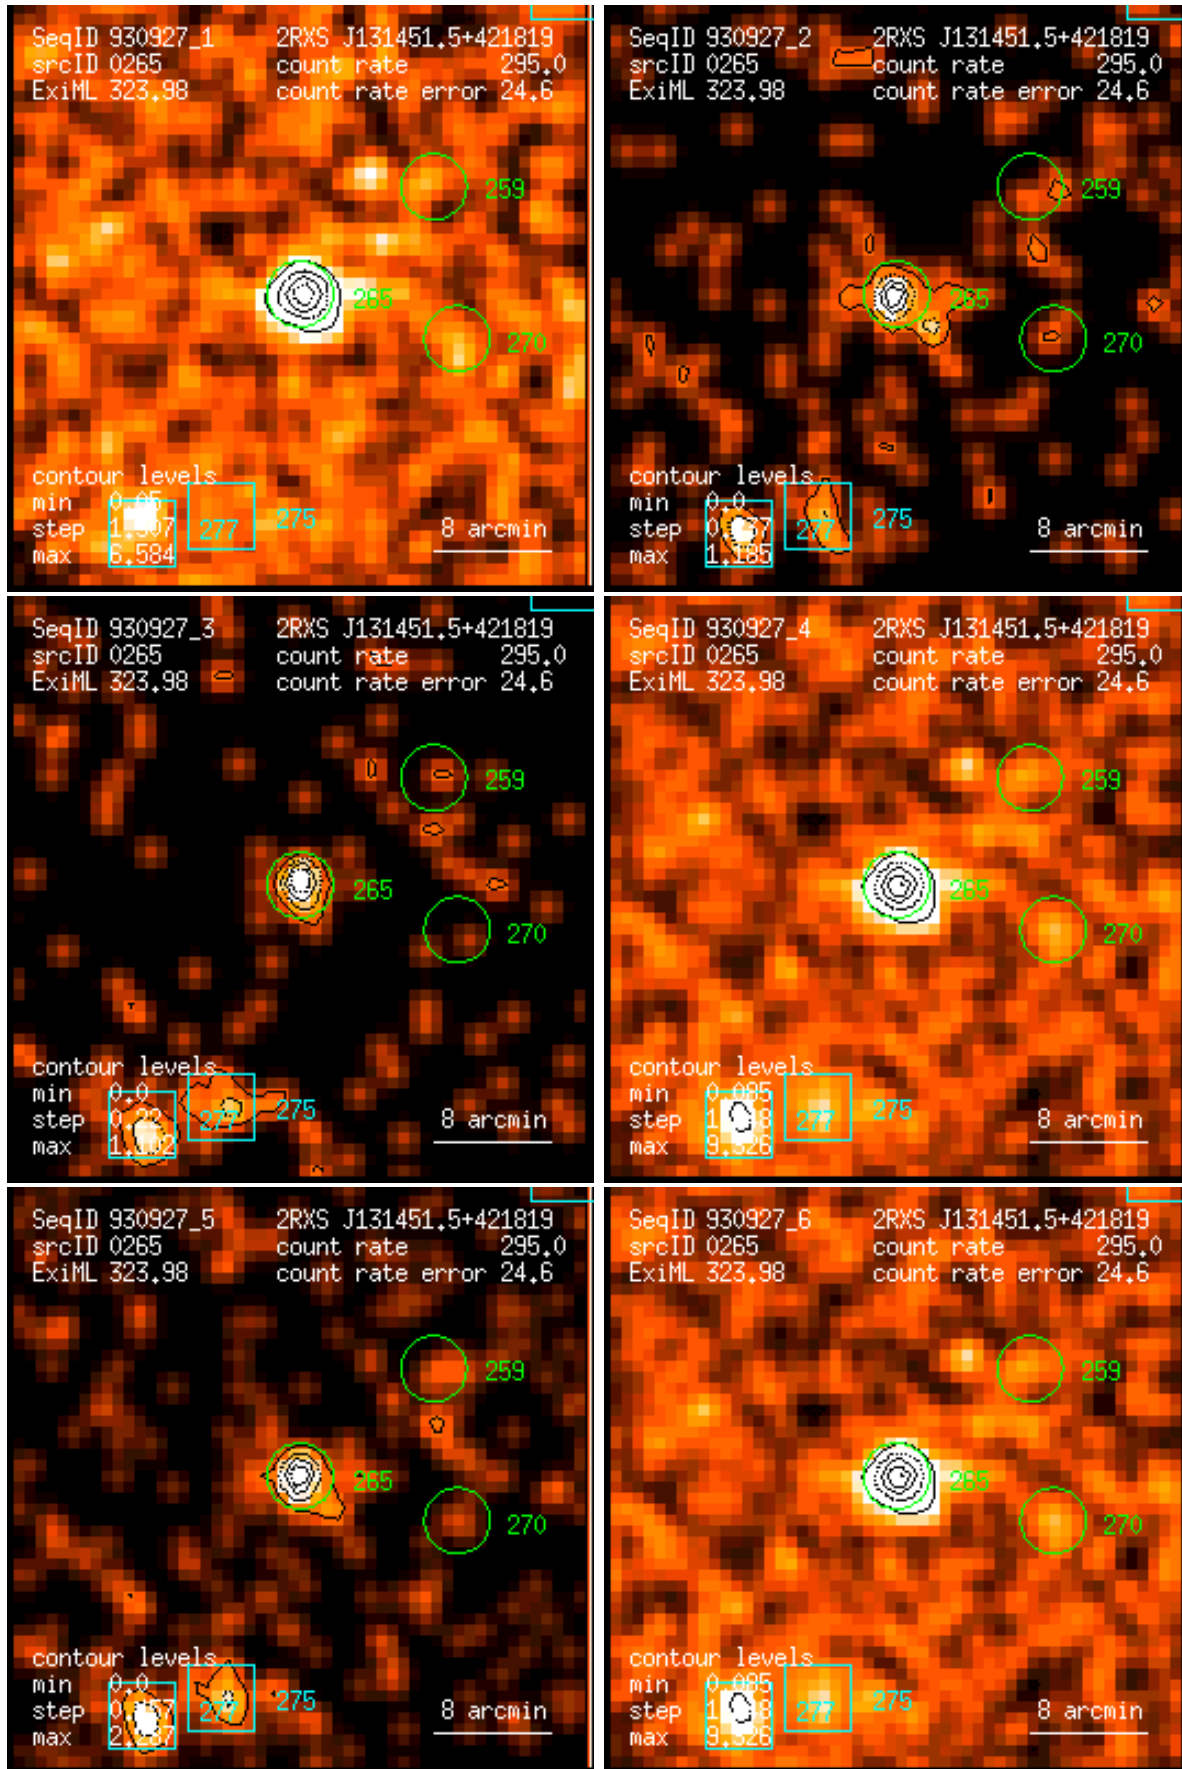 SeqID 930927_1 2RXS J131451.5+421819
srcID 0265 count rate 295.0
ExiML 323.98 count rate error 24.6
259
265
270
contour levels
min 0.05
step
275
277
8 arcmin
max 6.584
SeqID 930927_2 2RXS J131451.5+421819
srcID 0265 count rate 295.0
ExiML 323.98 count rate error 24.6
259
265
270
contour levels
min 0.0
step
275
277
8 arcmin
max 1.185
SeqID 930927_3 2RXS J131451.5+421819
srcID 0265 count rate 295.0
ExiML 323.98 count rate error 24.6
259
265
270
contour levels
min 0.0
275
step 0.22
277
8 arcmin
max 1.102
SeqID 930927_4 2RXS J131451.5+421819
srcID 0265 count rate 295.0
ExiML 323.98 count rate error 24.6
259
265
270
contour levels
min 0.085
275
step
277
8 arcmin
max 9.526
SeqID 930927_5 2RXS J131451.5+421819
srcID 0265 count rate 295.0
ExiML 323.98 count rate error 24.6
259
265
270
contour levels
min 0.0
275
step
277
8 arcmin
max 2.287
SeqID 930927_6 2RXS J131451.5+421819
srcID 0265 count rate 295.0
ExiML 323.98 count rate error 24.6
259
265
270
contour levels
min 0.085
275
step
277
8 arcmin
max 9.526